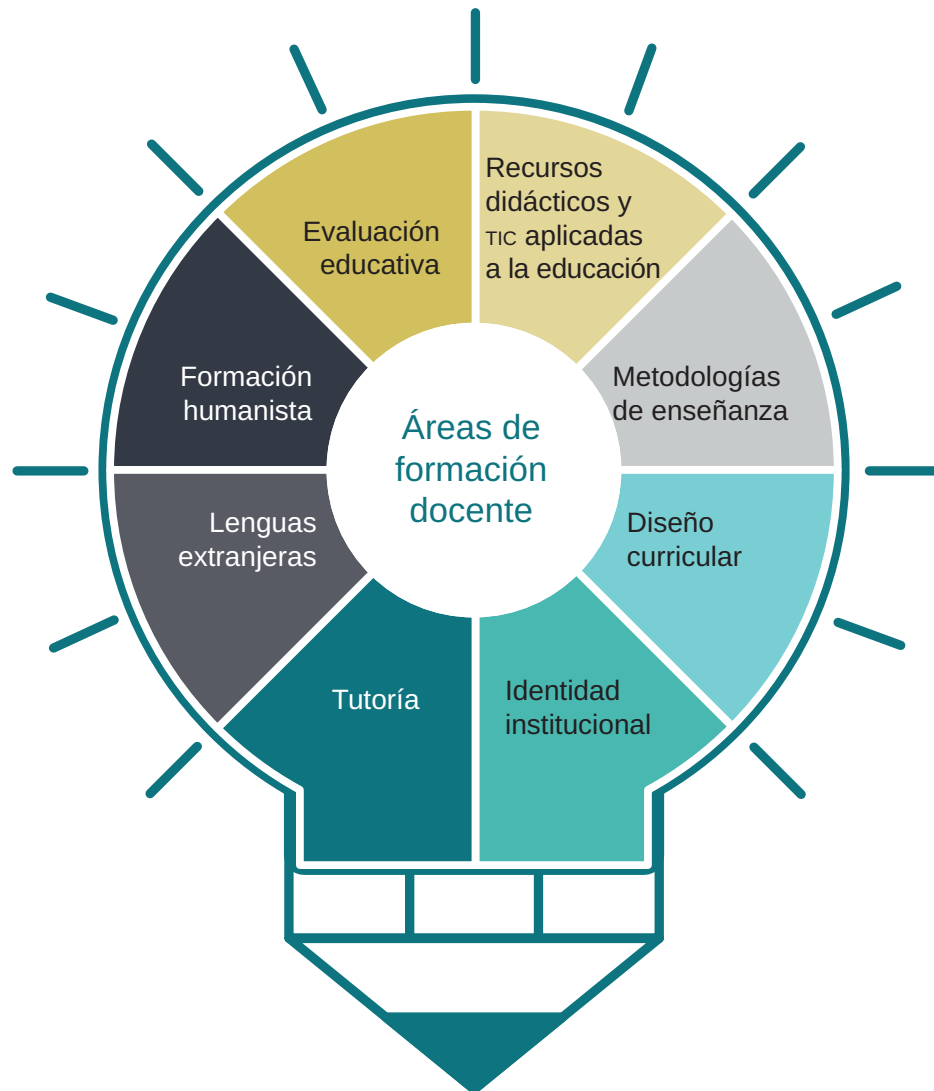 Recursos
didácticos y
TIC aplicadas
a la educación
Evaluación
educativa
Formación
humanista
Metodologías
de enseñanza
Áreas de
formación
docente
Lenguas
extranjeras
Diseño
curricular
Tutoría
Identidad
institucional